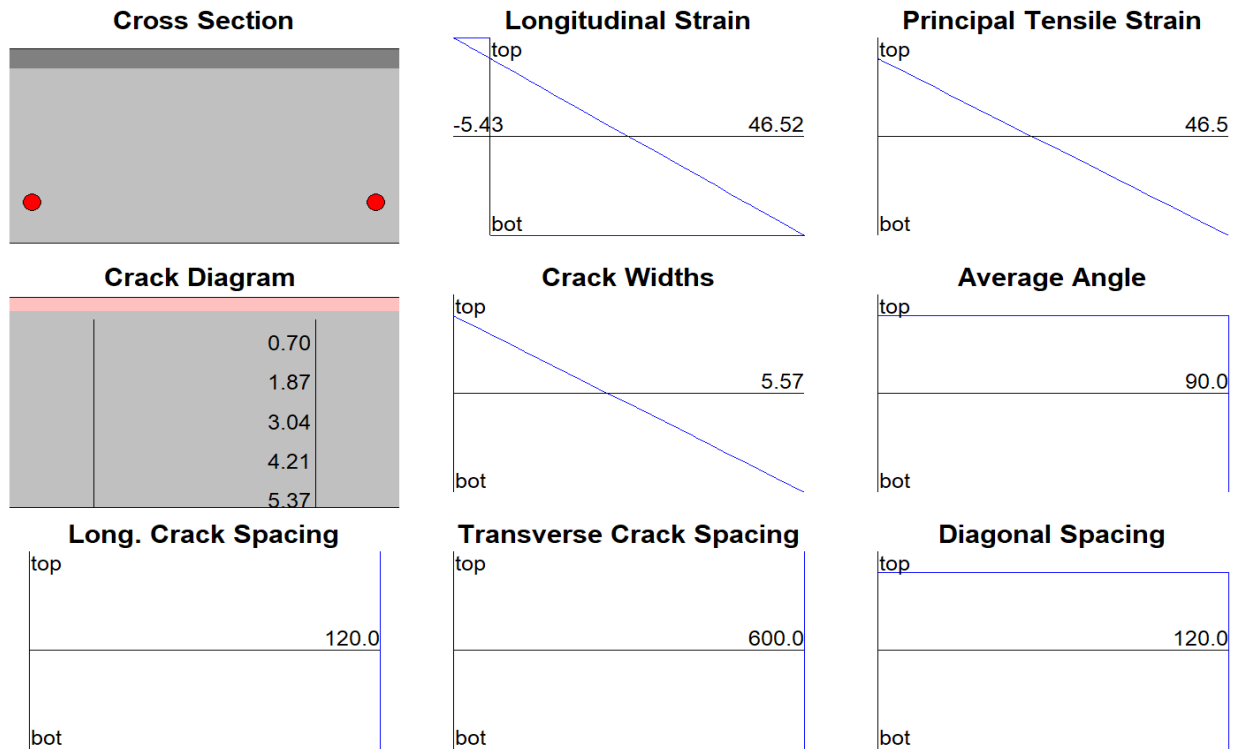 Cross Section
Longitudinal Strain
top
-5.43
46.52
bot
Principal Tensile Strain
top
46.5
bot
Crack Diagram
0.70
1.87
3.04
4.21
5.37
Crack Widths
top
5.57
bot
Average Angle
top
90.0
bot
Long. Crack Spacing
top
120.0
bot
Transverse Crack Spacing
top
600.0
bot
Diagonal Spacing
top
120.0
bot